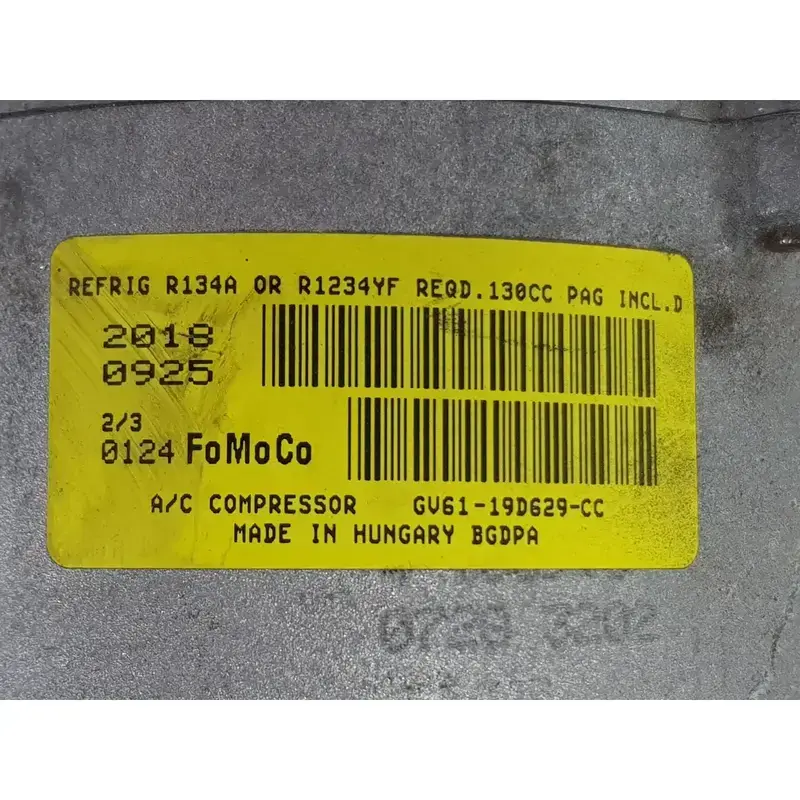 REFRIG R134A OR R1234YF REQD.130CC PAG INCL.D
2018
0925
2/3
0124 FoMoCo
A/C COMPRESSOR GV61-19D629-CC
MADE IN HUNGARY BGDPA